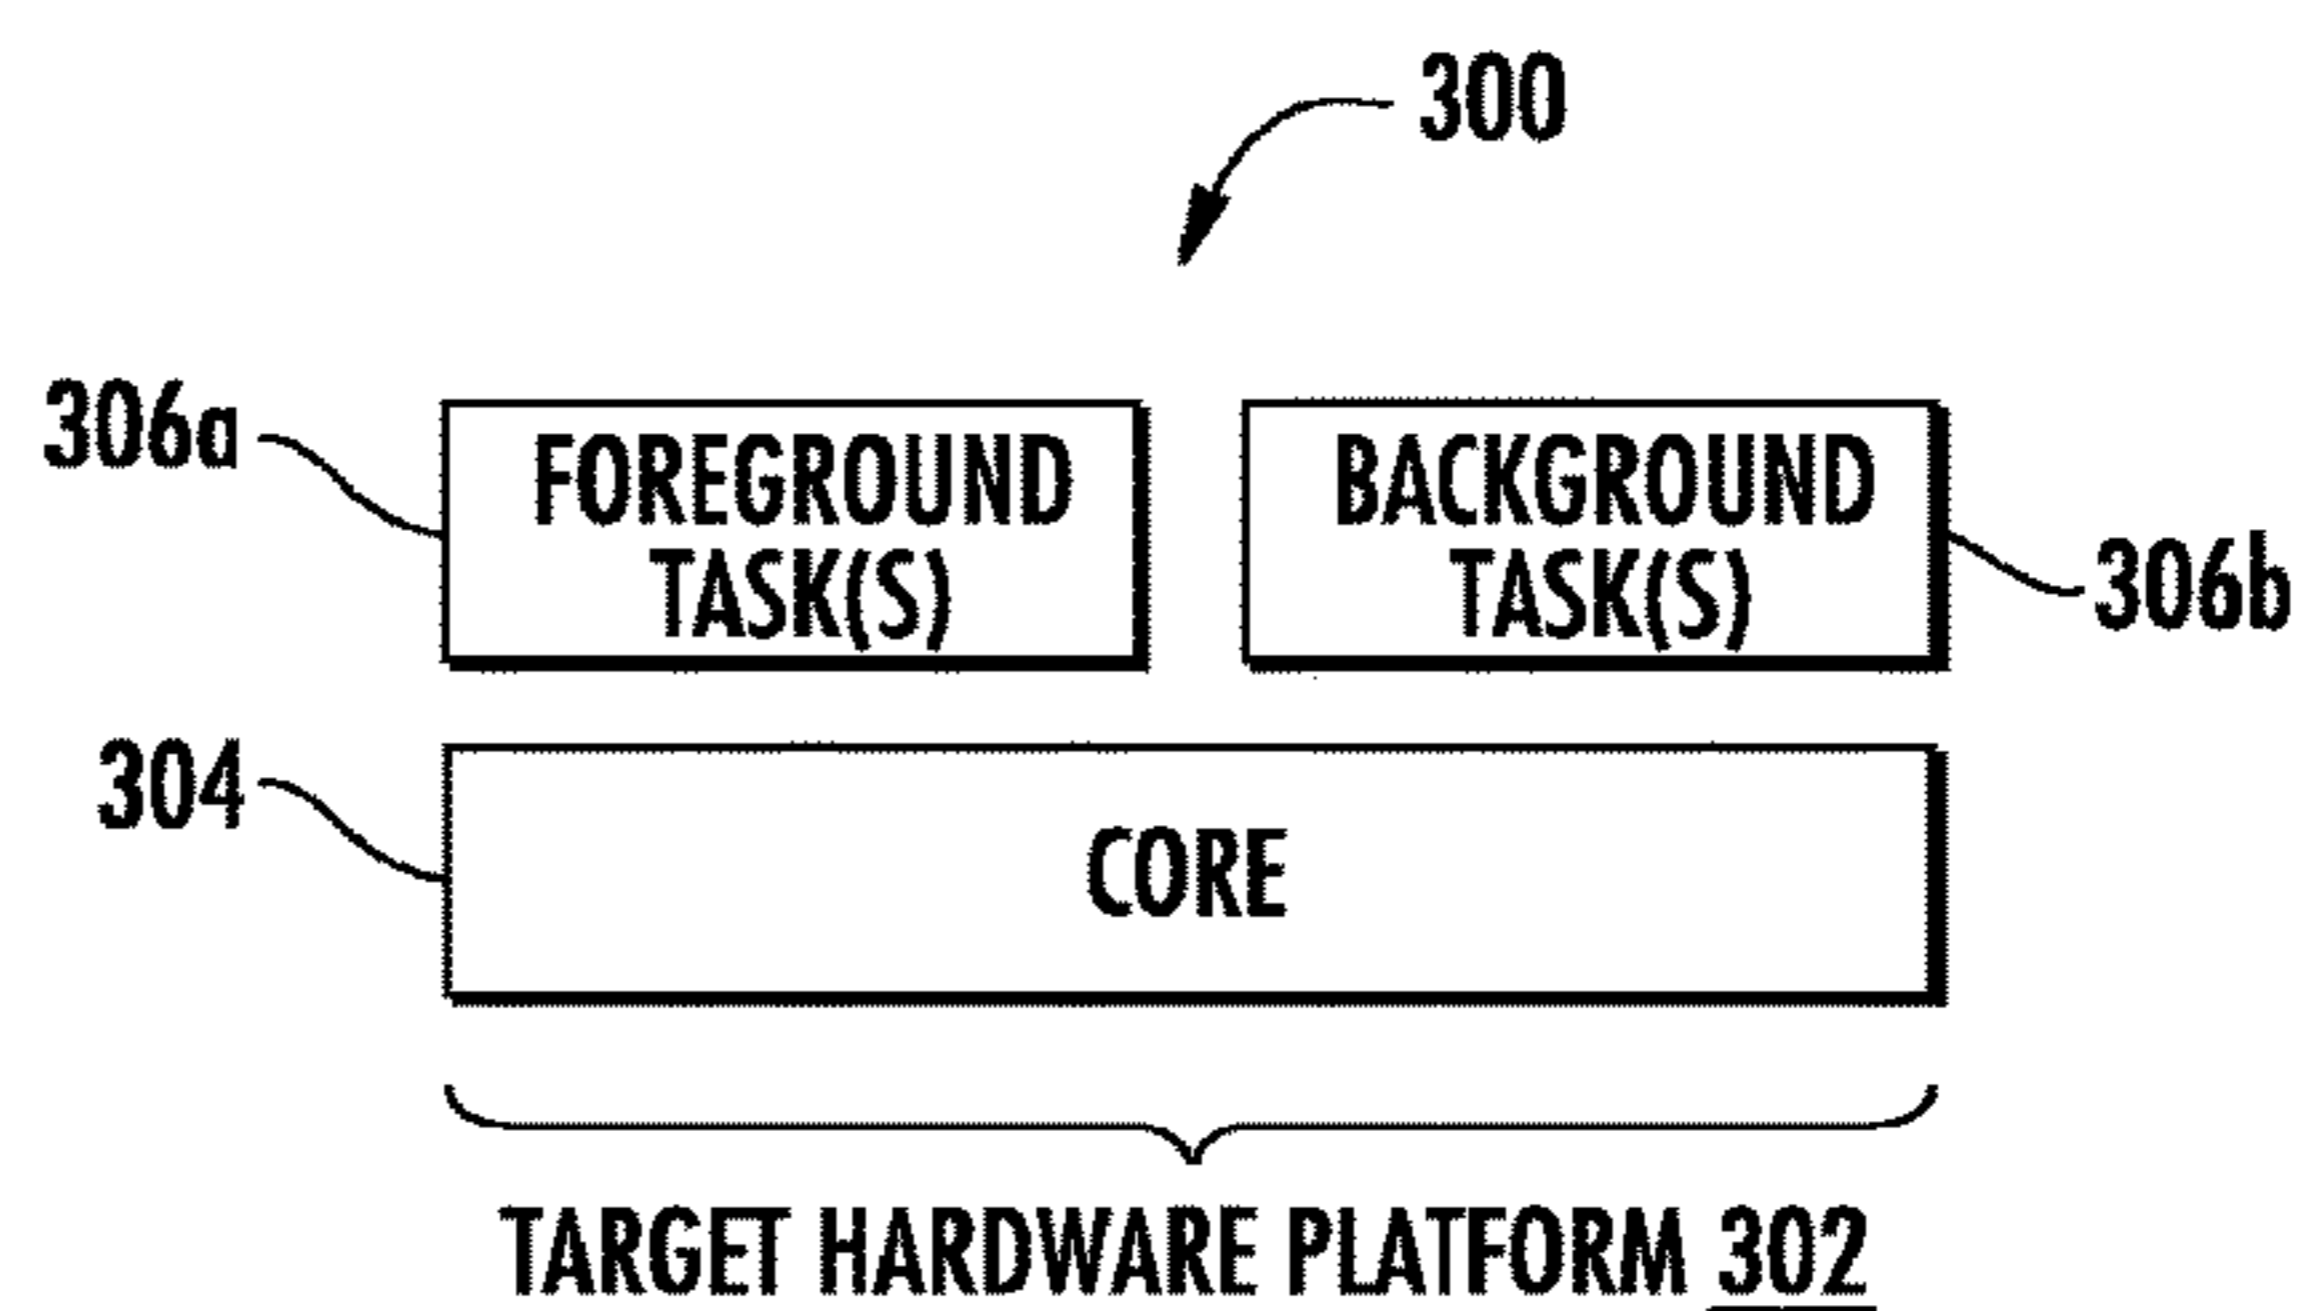 300
306a
FOREGROUND
TASK(S)
BACKGROUND
TASK(S)
306b
304
CORE
TARGET HARDWARE PLATFORM 302